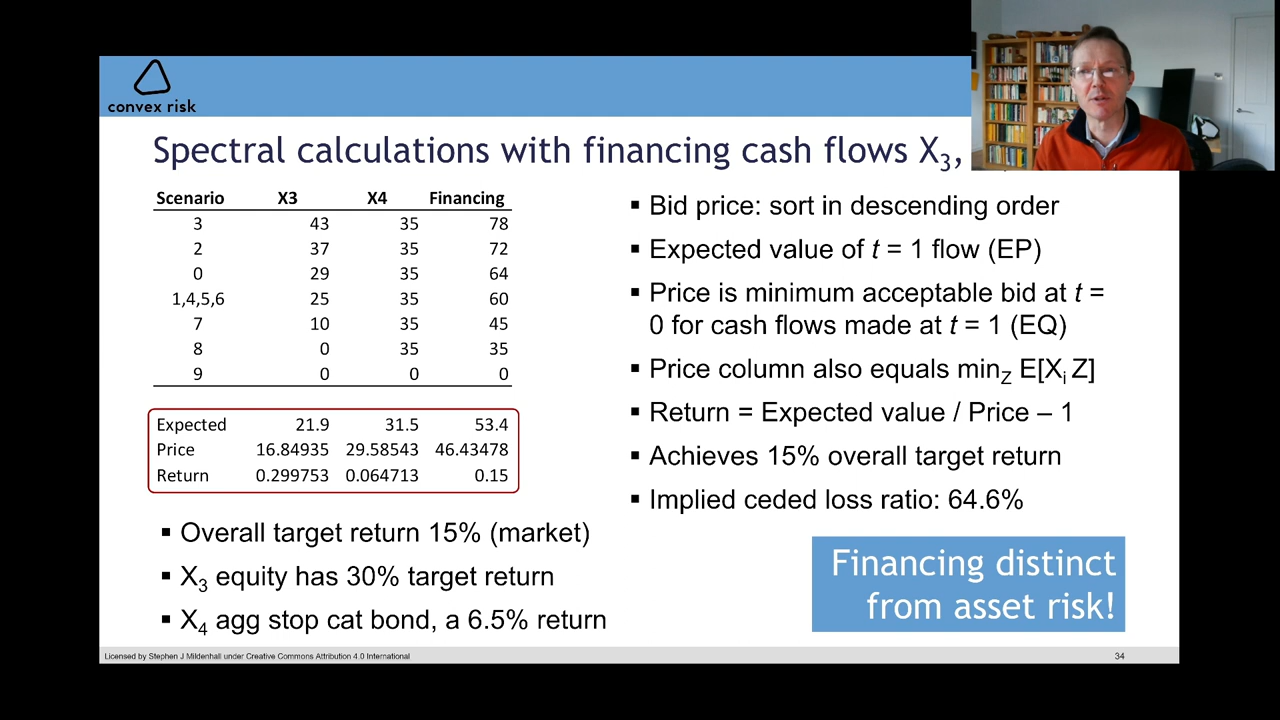 convex risk
Spectral calculations with financing cash flows X3,
Scenario X3 X4 Financing
3 43 35 78
2 37 35 72
0 29 35 64
1,4,5,6 25 35 60
7 10 35 45
8 0 35 35
9 0 0 0
Expected 21.9 31.5 53.4
Price 16.84935 29.58543 46.43478
Return 0.299753 0.064713 0.15
▪ Overall target return 15% (market)
▪ X3 equity has 30% target return
▪ X4 agg stop cat bond, a 6.5% return
▪ Bid price: sort in descending order
▪ Expected value of t = 1 flow (EP)
▪ Price is minimum acceptable bid at t =
0 for cash flows made at t = 1 (EQ)
▪ Price column also equals minZ E[Xi Z]
▪ Return = Expected value / Price – 1
▪ Achieves 15% overall target return
▪ Implied ceded loss ratio: 64.6%
Financing distinct
from asset risk!
Licensed by Stephen J Mildenhall under Creative Commons Attribution 4.0 International
34